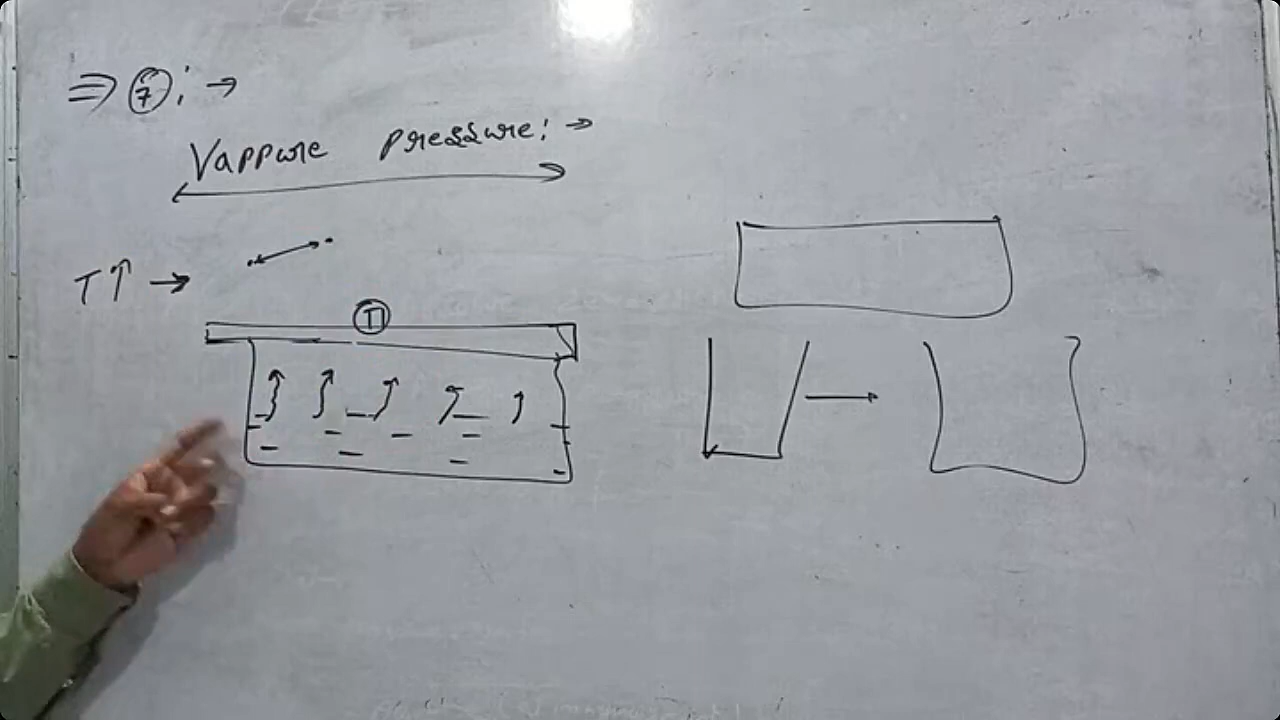 ⇒ ⑦ : →
Vappure pressure : →
T↑ →
T